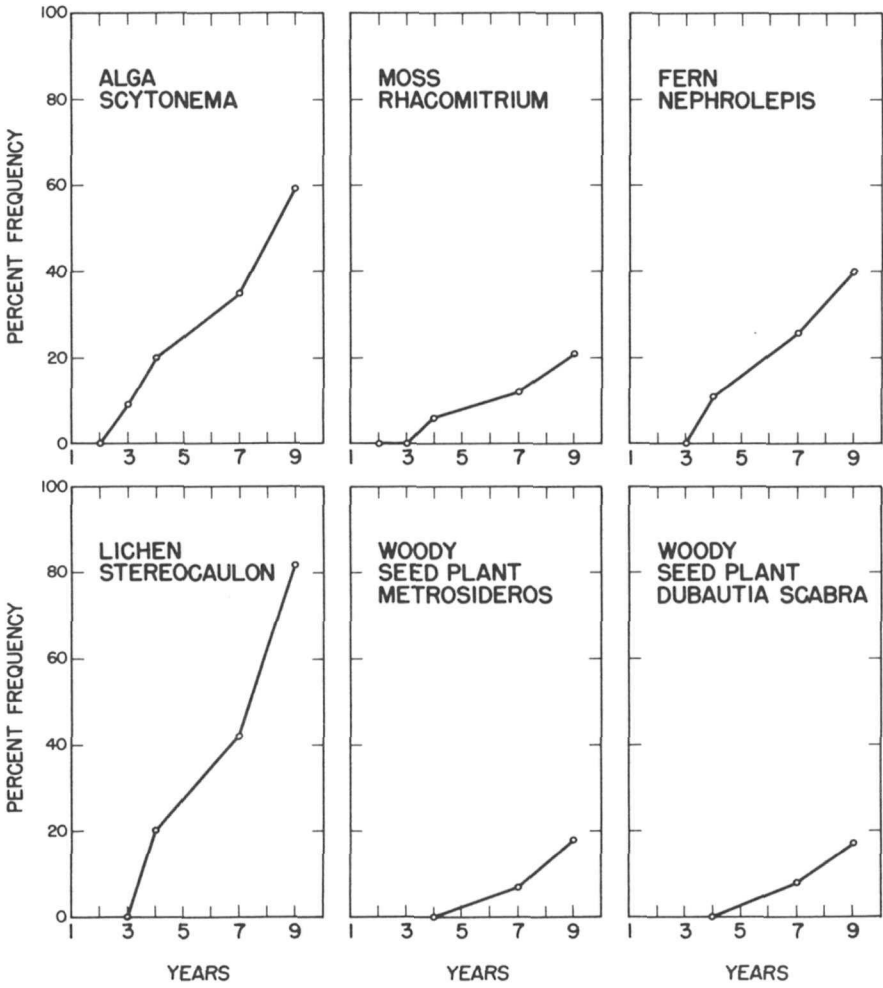 PERCENT FREQUENCY
100
80
60
40
20
0
ALGA
SCYTONEMA
1 3 5 7 9
MOSS
RHACOMITRIUM
1 3 5 7 9
FERN
NEPHROLEPIS
1 3 5 7 9
PERCENT FREQUENCY
100
80
60
40
20
0
LICHEN
STEREOCAULON
1 3 5 7 9
YEARS
WOODY
SEED PLANT
METROSIDEROS
1 3 5 7 9
YEARS
WOODY
SEED PLANT
DUBAUTIA SCABRA
1 3 5 7 9
YEARS